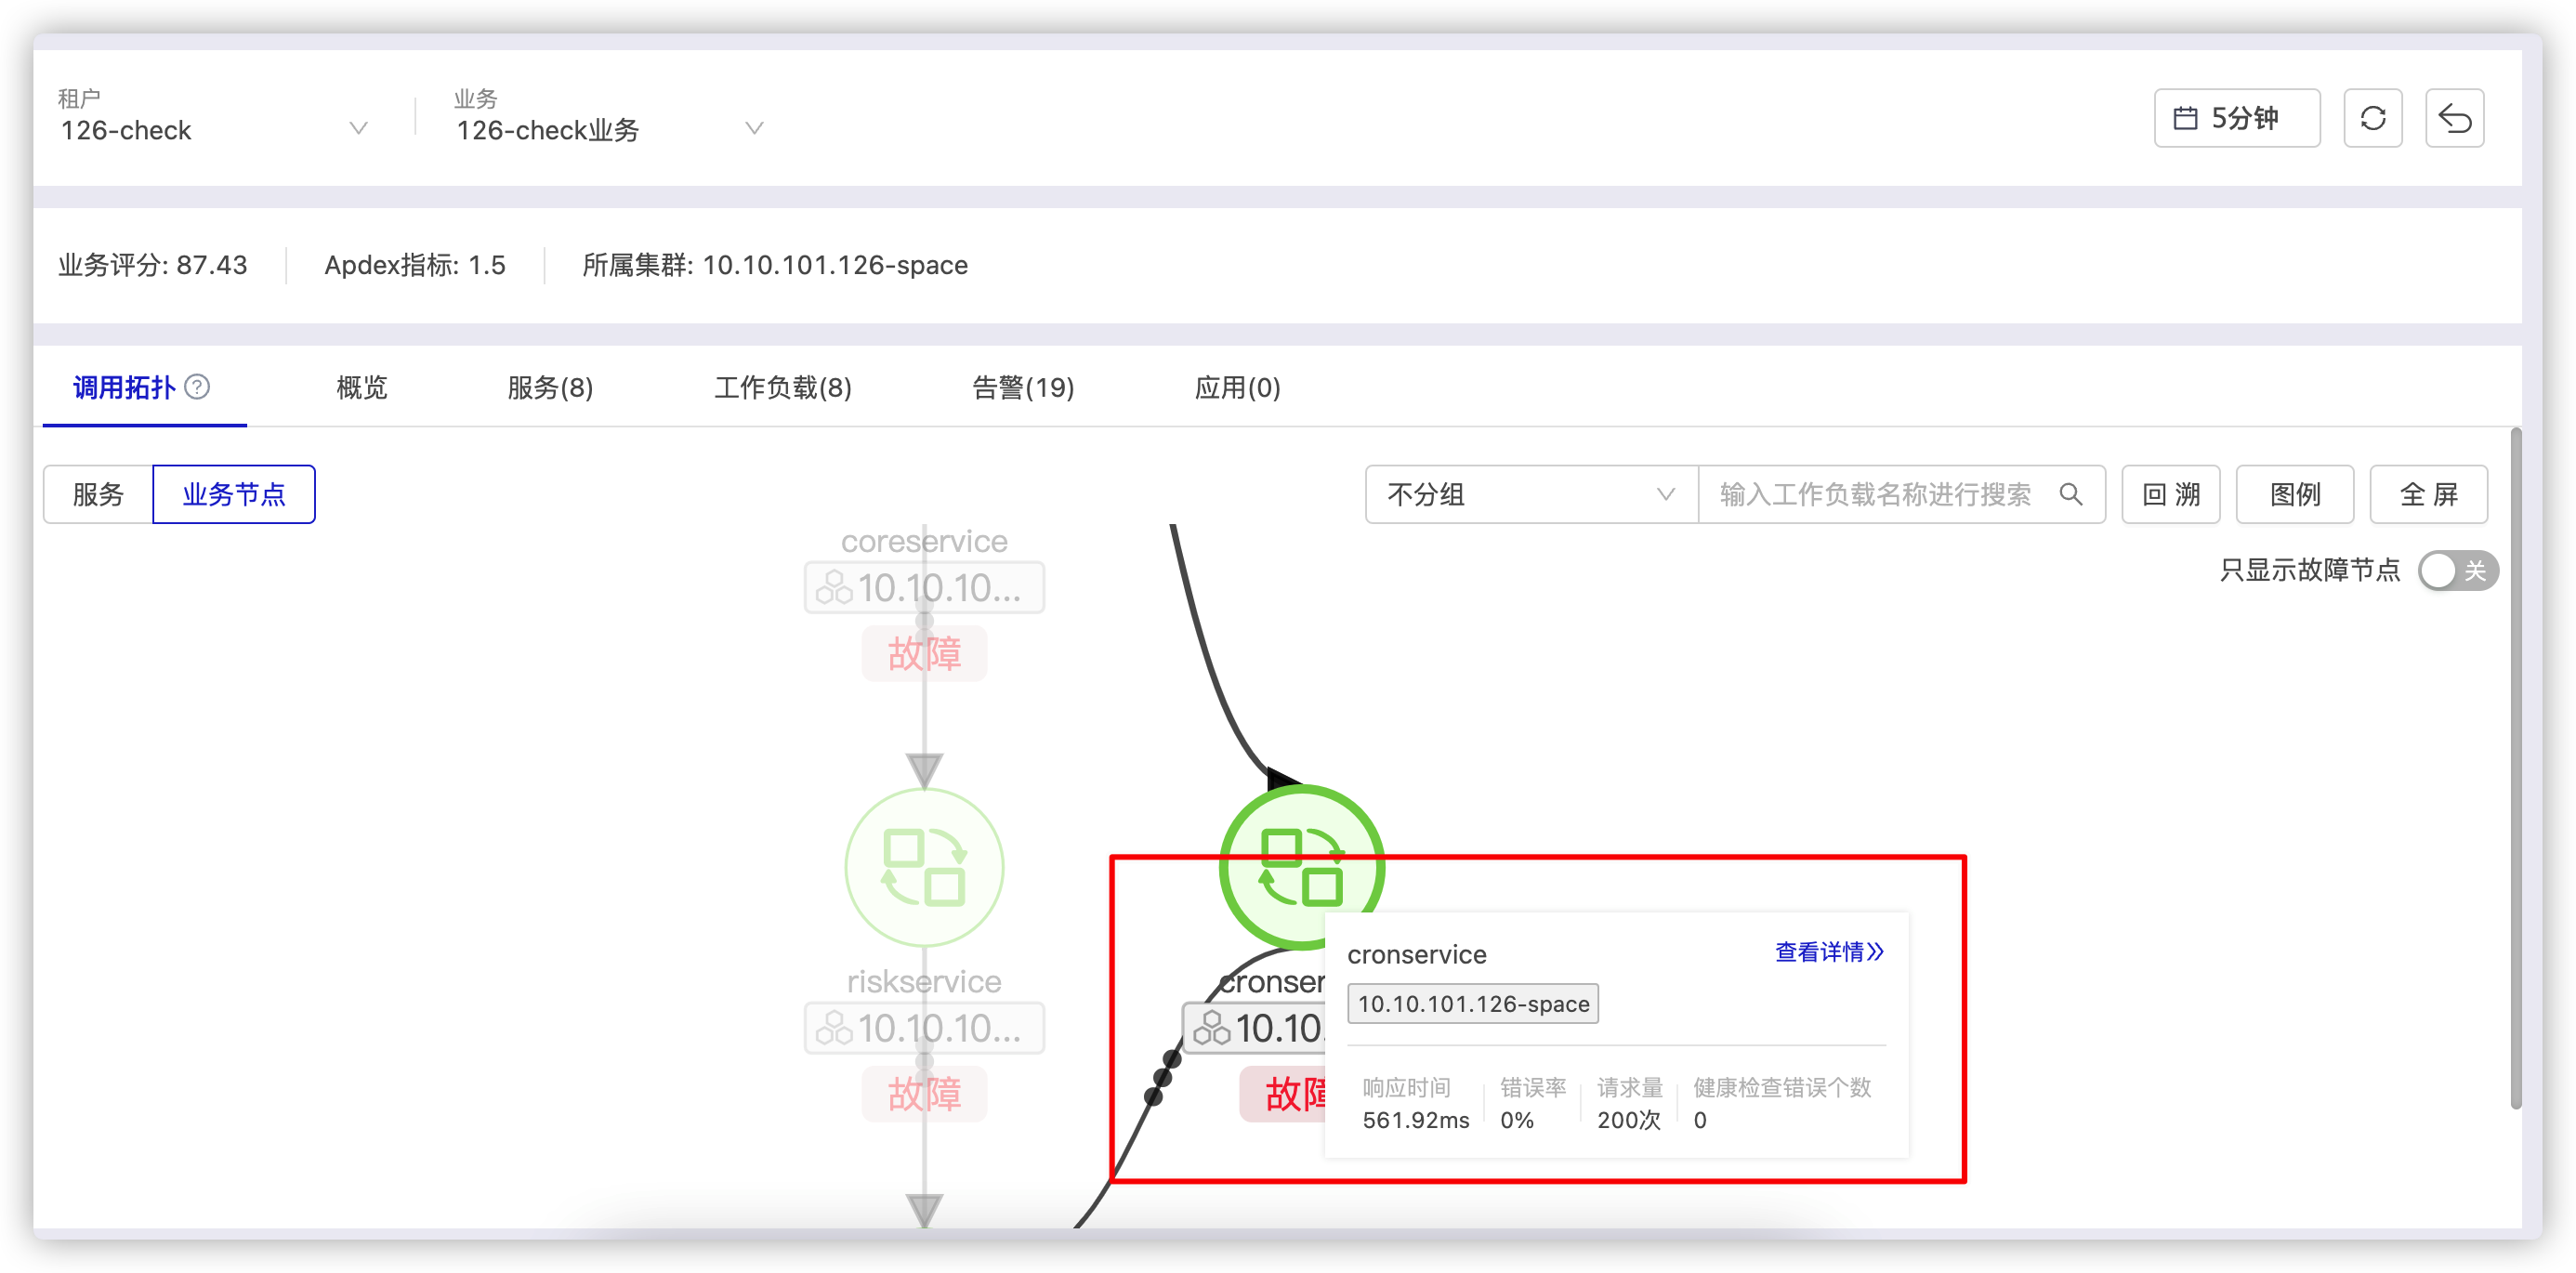 租户
126-check
业务
126-check业务
5分钟
业务评分: 87.43
Apdex指标: 1.5
所属集群: 10.10.101.126-space
调用拓扑
概览
服务(8)
工作负载(8)
告警(19)
应用(0)
服务
业务节点
不分组
输入工作负载名称进行搜索
回 溯
图例
全 屏
只显示故障节点
关
coreservice
10.10.10...
故障
riskservice
10.10.10...
故障
cronser
10.10.
故障
cronservice
查看详情
10.10.101.126-space
响应时间
561.92ms
错误率
0%
请求量
200次
健康检查错误个数
0